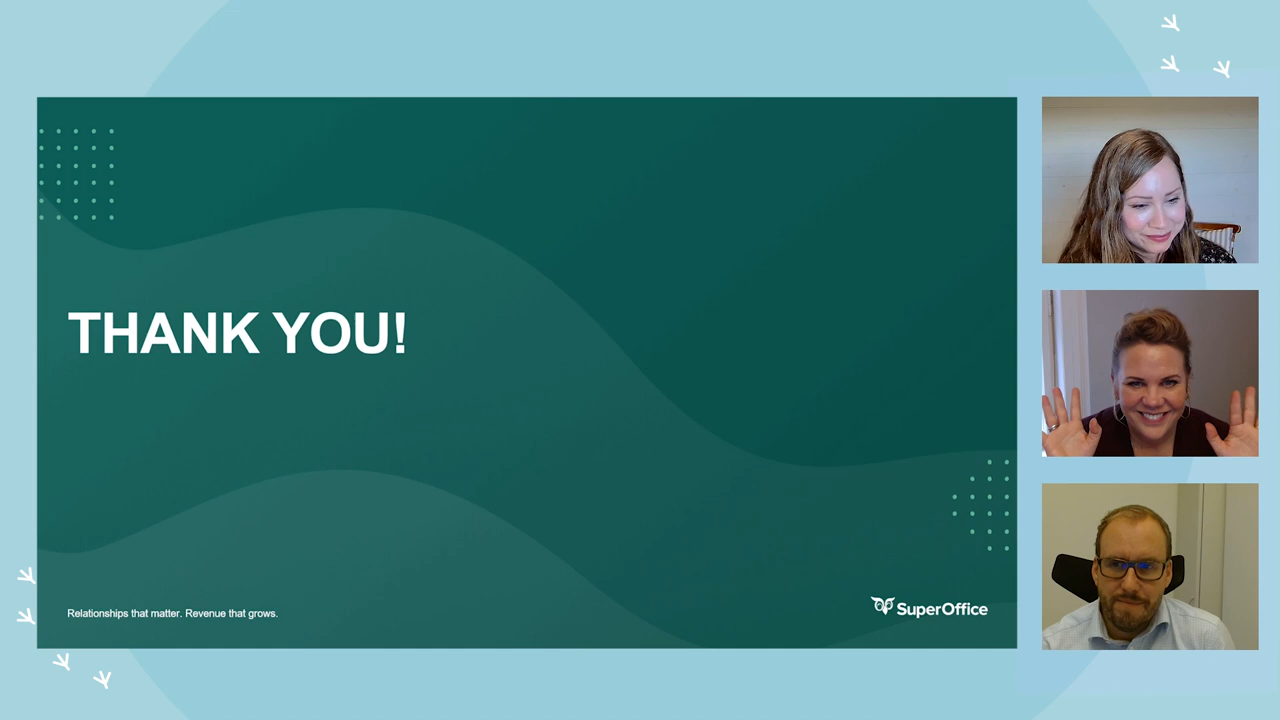 THANK YOU!
Relationships that matter. Revenue that grows.
SuperOffice